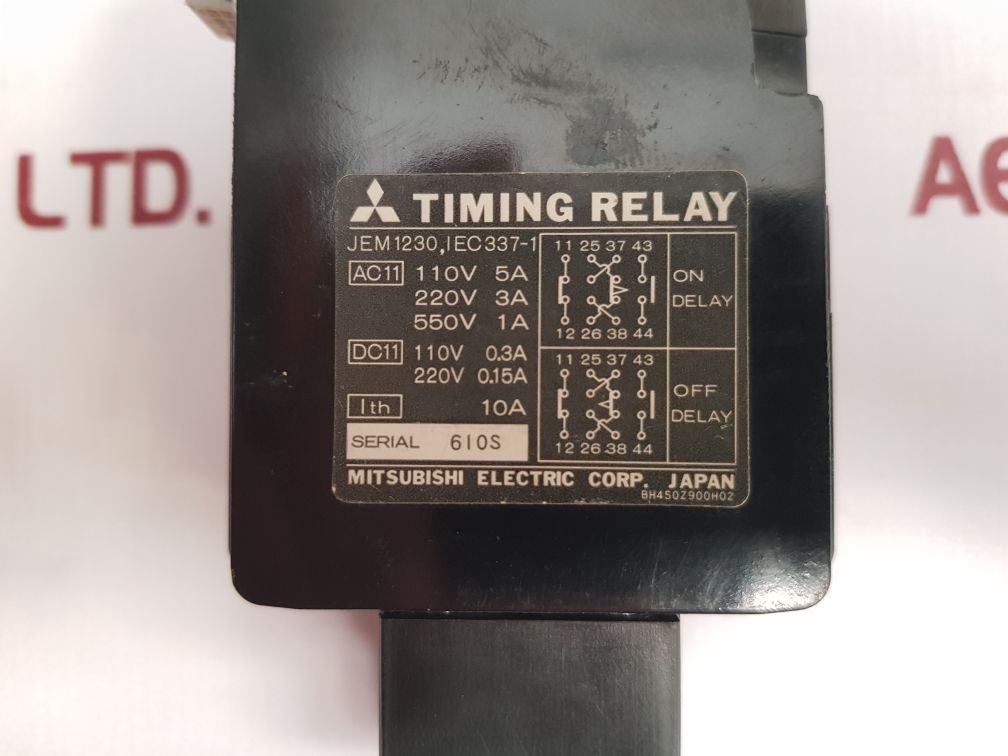 LTD.
AE
TIMING RELAY
JEM1230, IEC337-1
AC11 110V 5A
220V 3A
550V 1A
DC11 110V 0.3A
220V 0.15A
Ith 10A
SERIAL 610S
11 25 37 43
ON
DELAY
12 26 38 44
11 25 37 43
OFF
DELAY
12 26 38 44
MITSUBISHI ELECTRIC CORP. JAPAN
BH450Z900H02